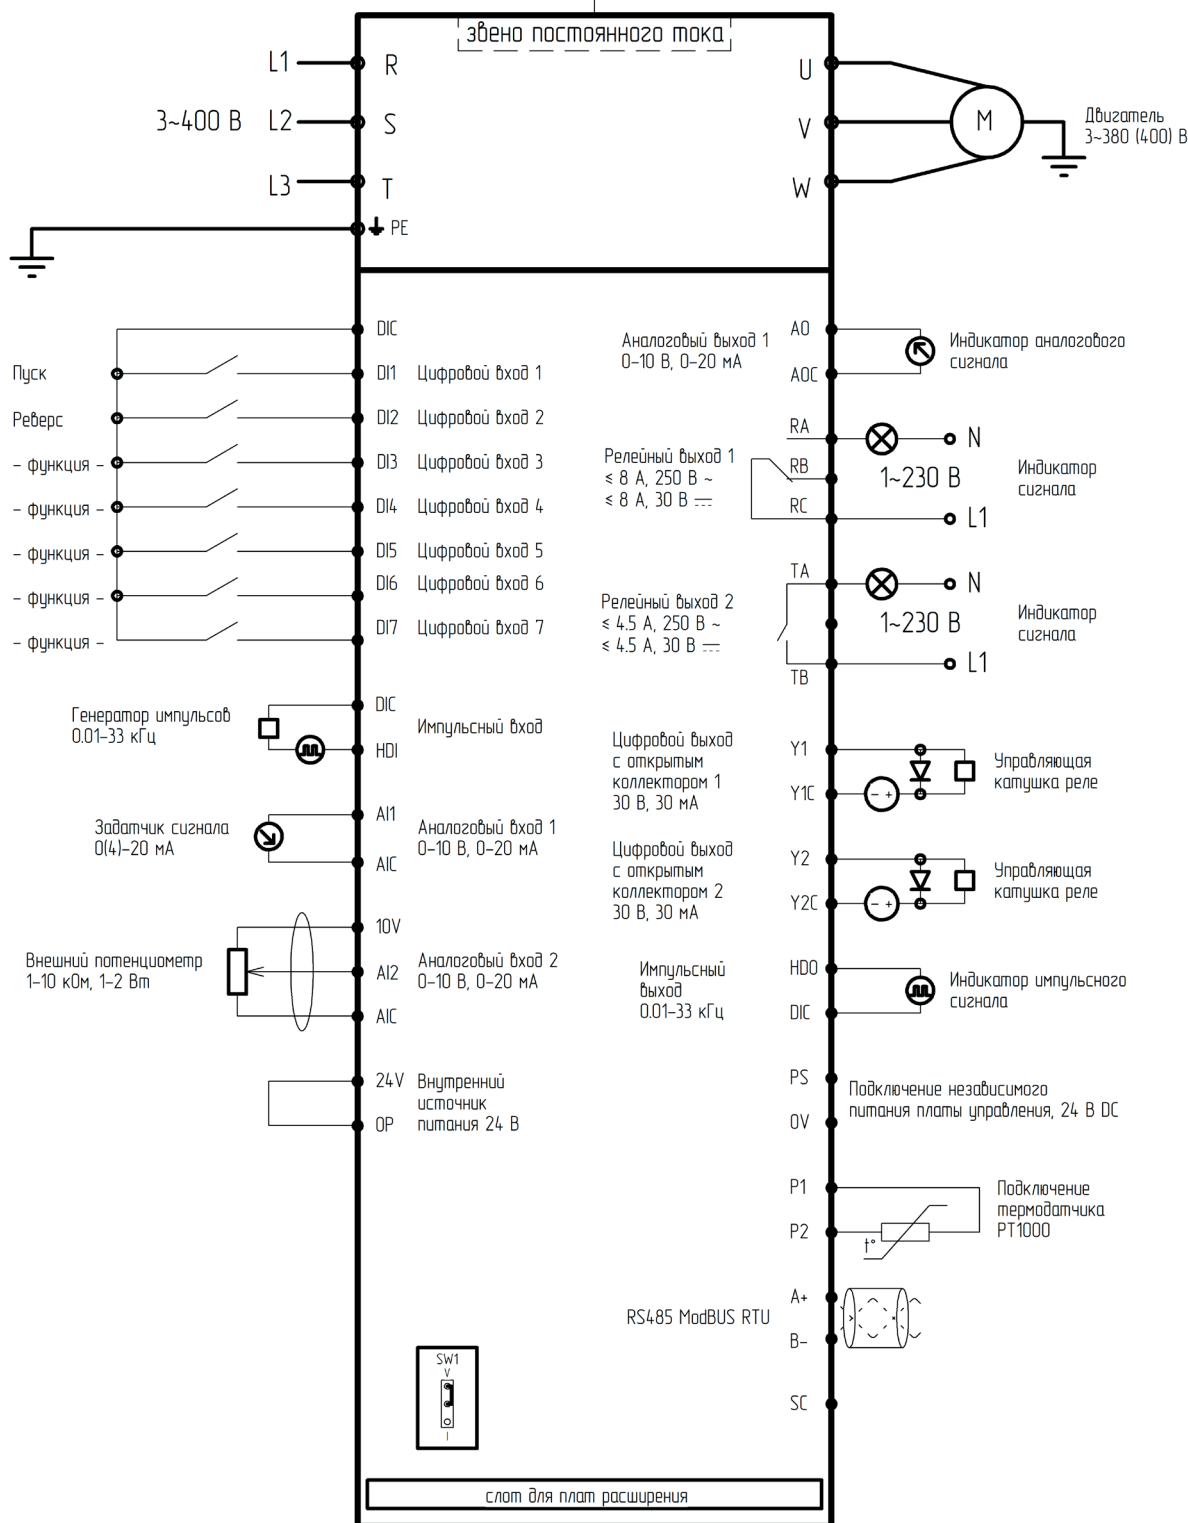 звено постоянного тока
L1
R
3~400 В
L2
S
L3
T
PE
U
V
W
M
Двигатель
3~380 (400) В
DIC
Пуск
DI1
Цифровой вход 1
Реверс
DI2
Цифровой вход 2
- функция -
DI3
Цифровой вход 3
- функция -
DI4
Цифровой вход 4
- функция -
DI5
Цифровой вход 5
- функция -
DI6
Цифровой вход 6
- функция -
DI7
Цифровой вход 7
Генератор импульсов
0.01-33 кГц
DIC
HDI
Импульсный вход
Задатчик сигнала
0(4)-20 мА
AI1
AIC
Аналоговый вход 1
0-10 В, 0-20 мА
Внешний потенциометр
1-10 кОм, 1-2 Вт
10V
AI2
AIC
Аналоговый вход 2
0-10 В, 0-20 мА
24V
OP
Внутренний
источник
питания 24 В
Аналоговый выход 1
0-10 В, 0-20 мА
AO
AOC
Индикатор аналогового
сигнала
Релейный выход 1
≤ 8 А, 250 В ~
≤ 8 А, 30 В ⎓
RA
RB
RC
N
1~230 В
L1
Индикатор
сигнала
Релейный выход 2
≤ 4.5 А, 250 В ~
≤ 4.5 А, 30 В ⎓
TA
TB
N
1~230 В
L1
Индикатор
сигнала
Цифровой выход
с открытым
коллектором 1
30 В, 30 мА
Y1
Y1C
- +
Управляющая
катушка реле
Цифровой выход
с открытым
коллектором 2
30 В, 30 мА
Y2
Y2C
- +
Управляющая
катушка реле
Импульсный
выход
0.01-33 кГц
HDO
DIC
Индикатор импульсного
сигнала
PS
0V
Подключение независимого
питания платы управления, 24 В DC
P1
P2
t°
Подключение
термодатчика
PT1000
RS485 ModBUS RTU
A+
B-
SC
SW1
V
I
слот для плат расширения